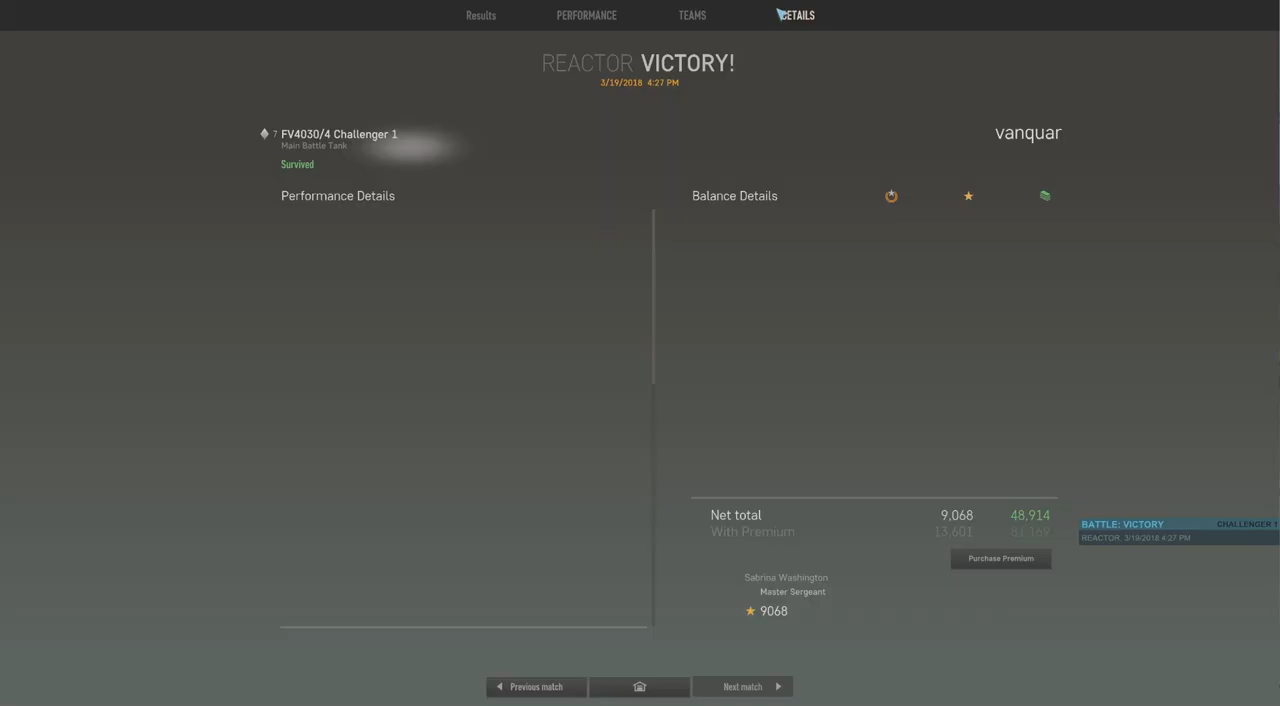 Results PERFORMANCE TEAMS DETAILS
REACTOR VICTORY!
3/19/2018 4:27 PM
7 FV4030/4 Challenger 1
Main Battle Tank
vanquar
Survived
Performance Details
Balance Details
Net total 9,068 48,914
With Premium 13,601 81,169
Purchase Premium
BATTLE: VICTORY CHALLENGER 1
REACTOR, 3/19/2018 4:27 PM
Sabrina Washington
Master Sergeant
9068
Previous match
Next match